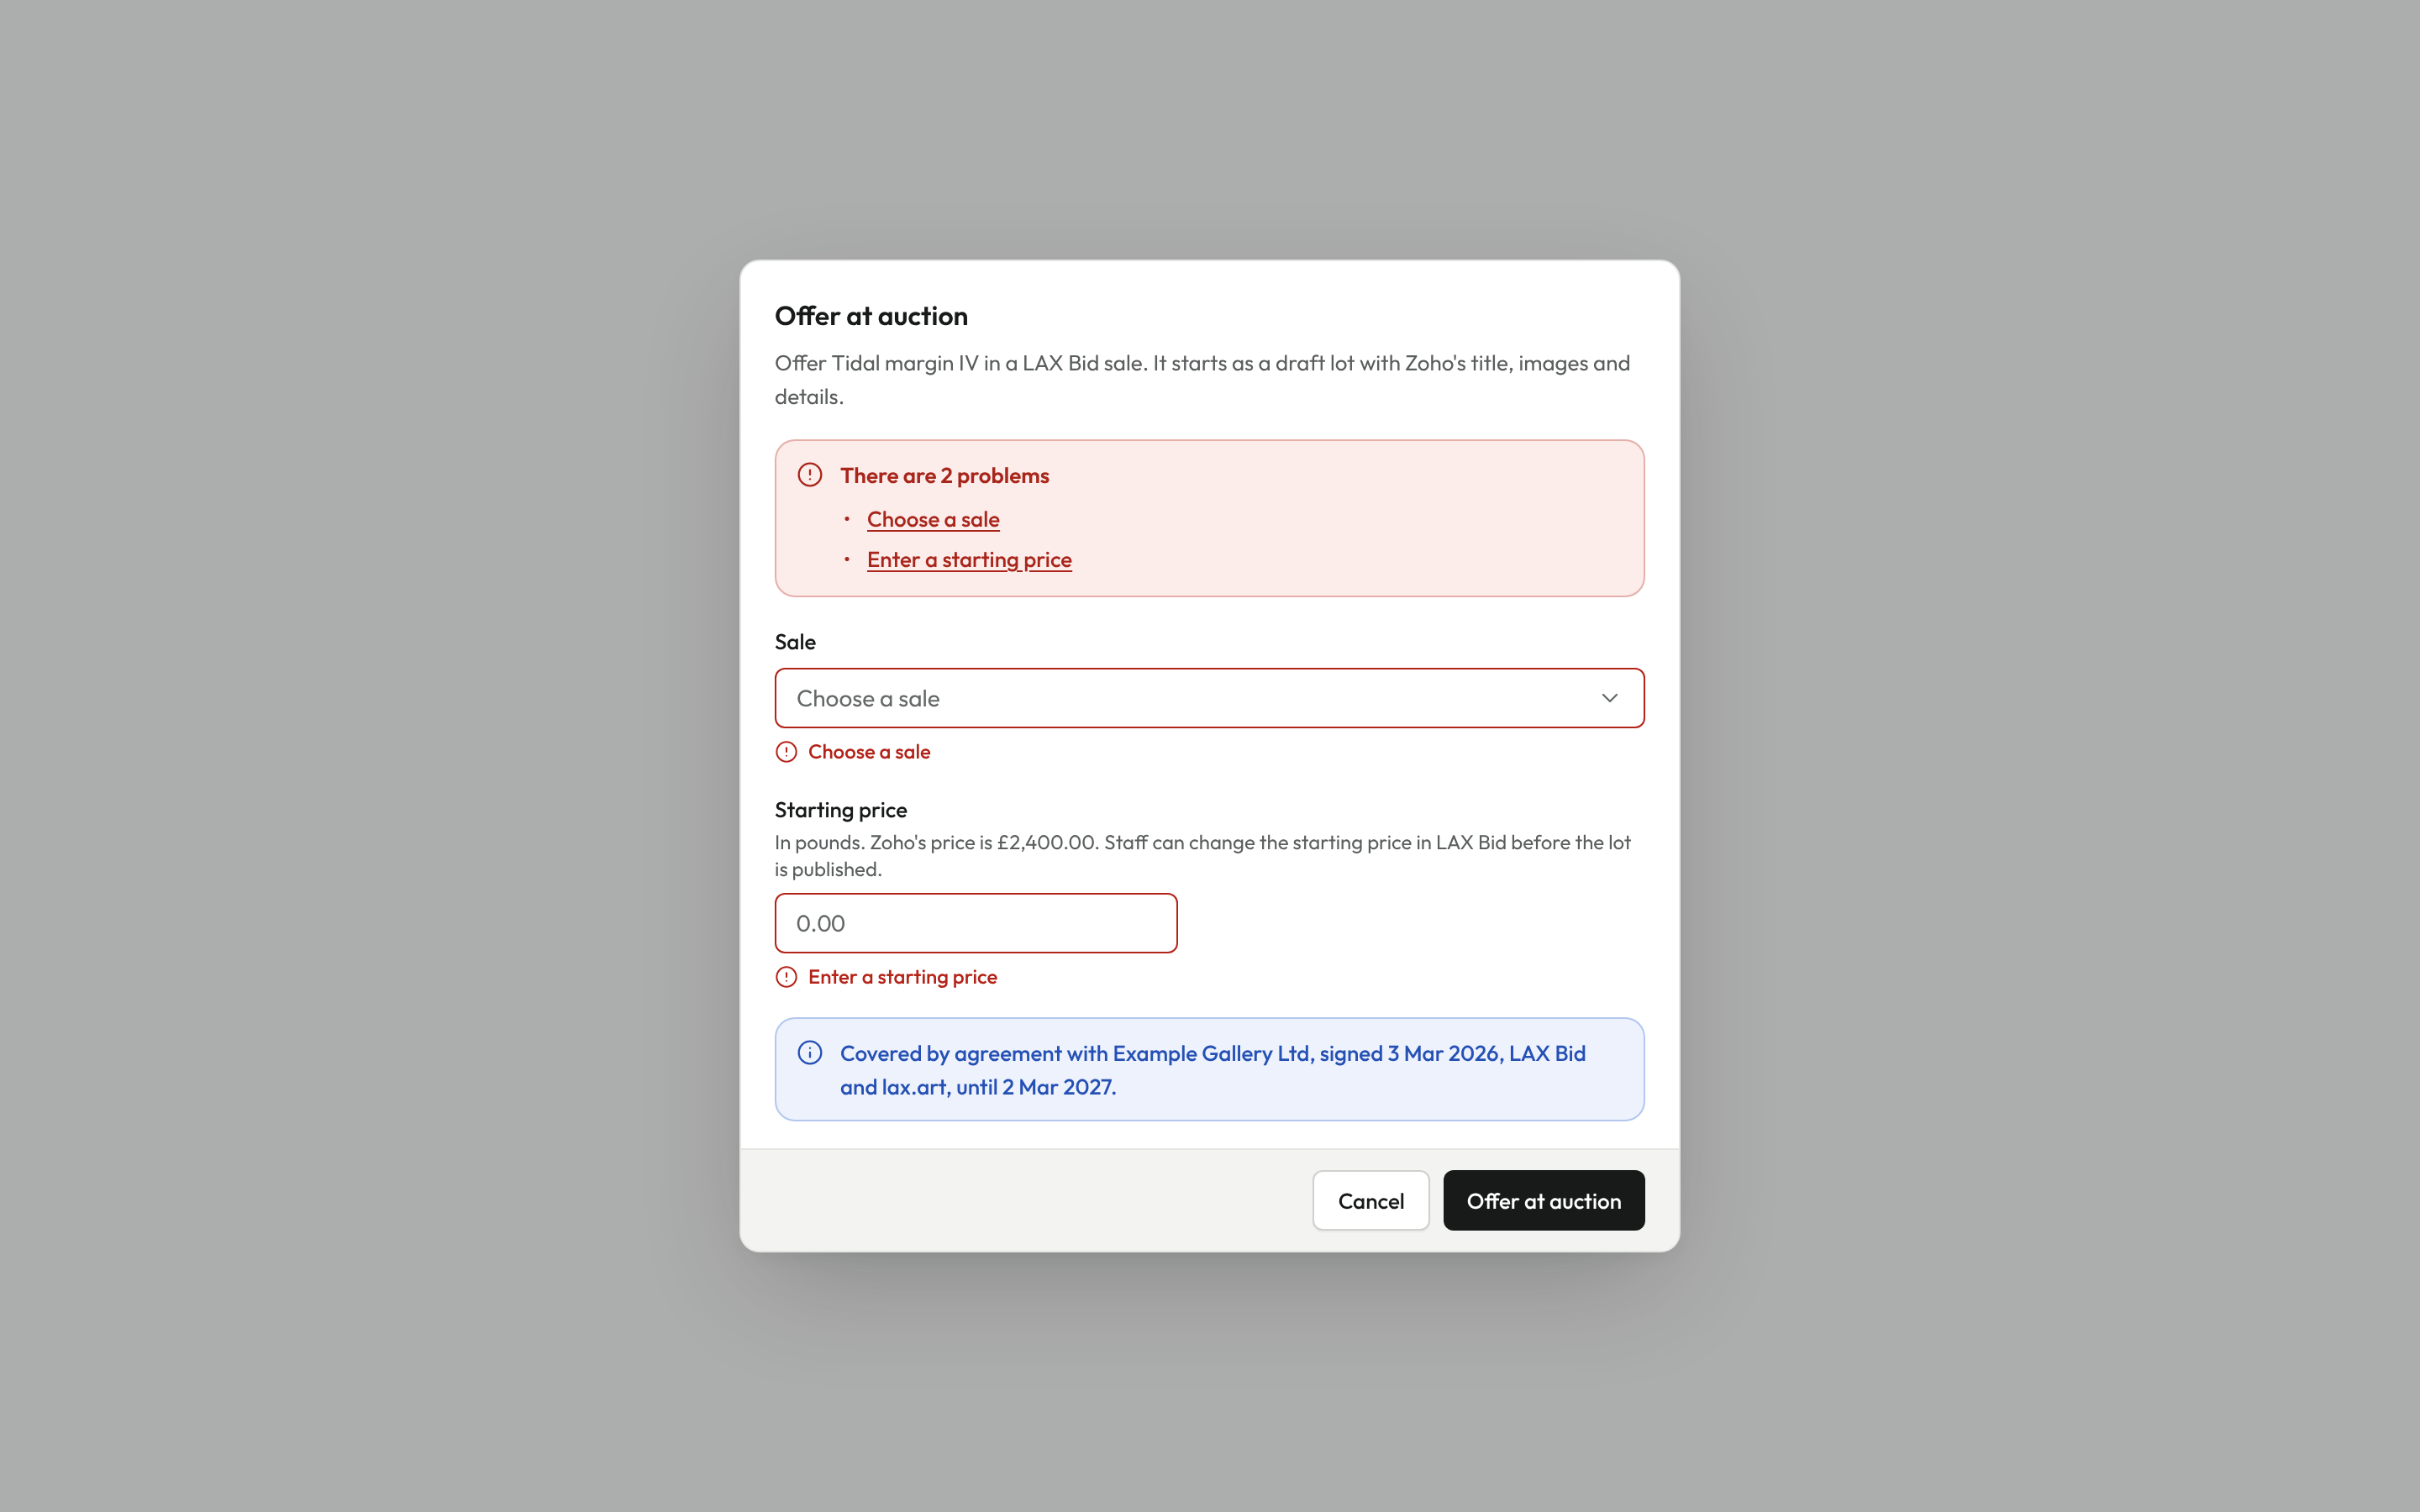 Offer at auction
Offer Tidal margin IV in a LAX Bid sale. It starts as a draft lot with Zoho's title, images and
details.
There are 2 problems
• Choose a sale
• Enter a starting price
Sale
Choose a sale
Choose a sale
Starting price
In pounds. Zoho's price is £2,400.00. Staff can change the starting price in LAX Bid before the lot
is published.
0.00
Enter a starting price
Covered by agreement with Example Gallery Ltd, signed 3 Mar 2026, LAX Bid
and lax.art, until 2 Mar 2027.
Cancel
Offer at auction